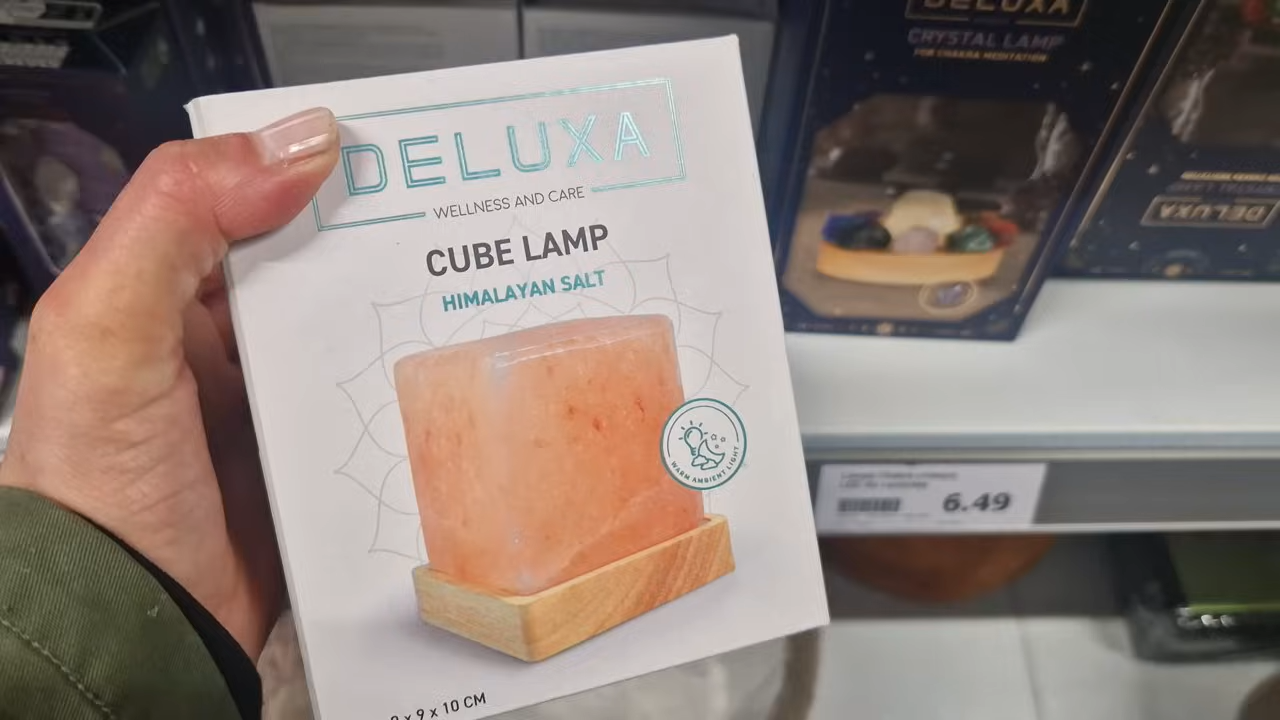 DELUXA
WELLNESS AND CARE
CUBE LAMP
HIMALAYAN SALT
WARM AMBIENT LIGHT
x 9 x 10 CM
DELUXA
CRYSTAL LAMP
FOR CHAKRA MEDITATION
DELUXA
6.49